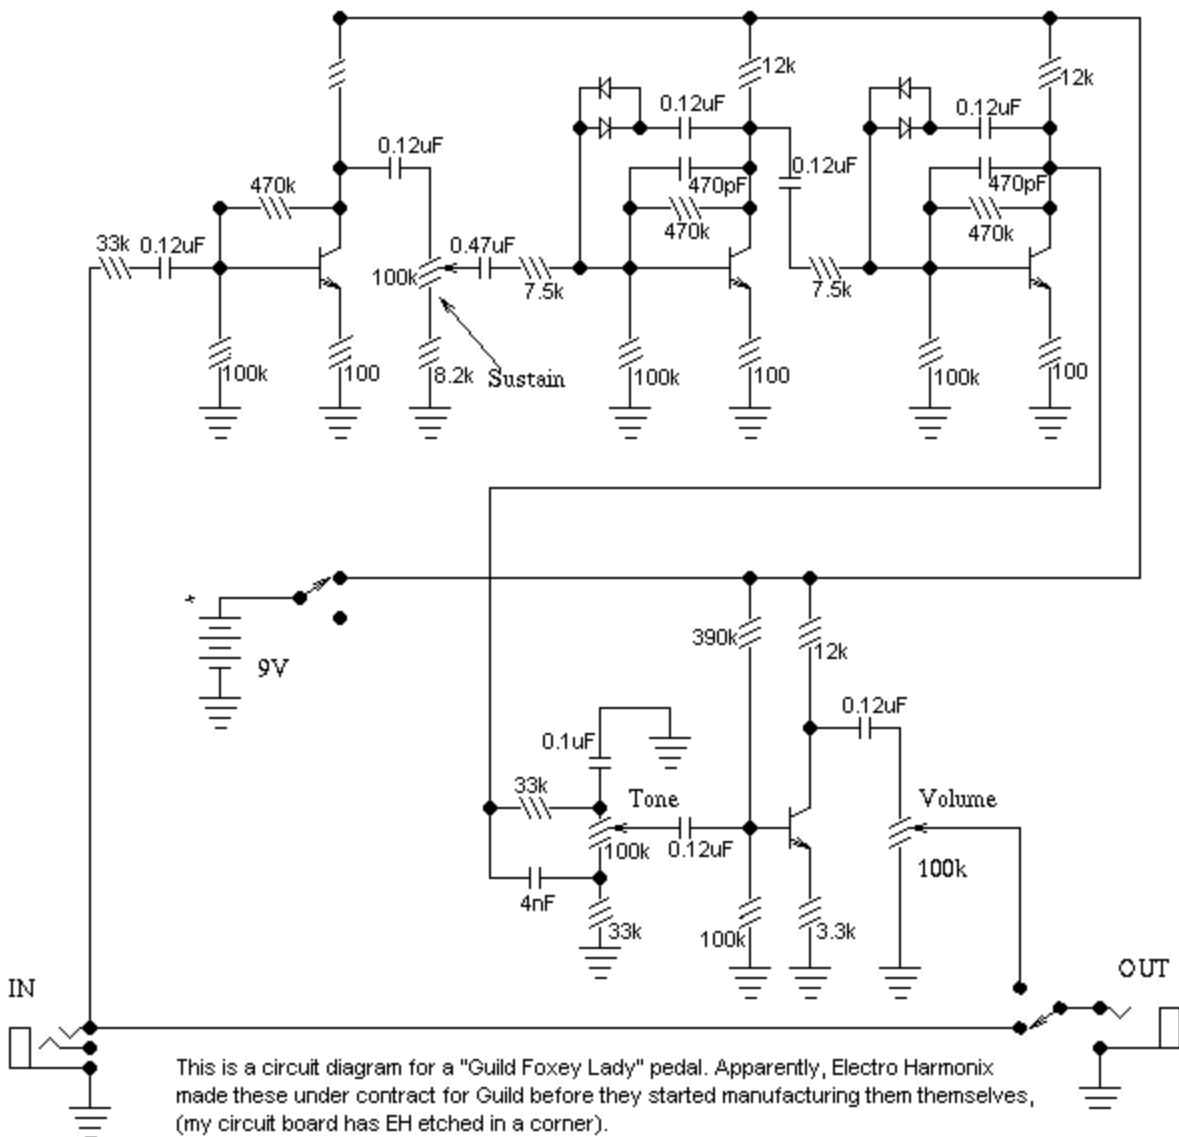 12k
12k
0.12uF
0.12uF
0.12uF
0.12uF
470k
470pF
470pF
33k
0.12uF
470k
470k
0.47uF
100k
7.5k
7.5k
100k
100
8.2k
Sustain
100k
100
100k
100
+
9V
390k
12k
0.12uF
0.1uF
33k
Tone
Volume
100k
0.12uF
100k
4nF
33k
100k
3.3k
OUT
IN
This is a circuit diagram for a "Guild Foxey Lady" pedal. Apparently, Electro Harmonix
made these under contract for Guild before they started manufacturing them themselves,
(my circuit board has EH etched in a corner).